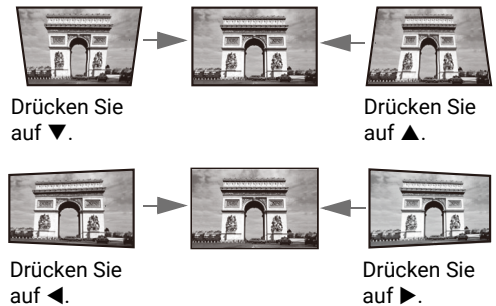 Drücken Sie
auf ▼.
Drücken Sie
auf ▲.
Drücken Sie
auf ◀.
Drücken Sie
auf ▶.